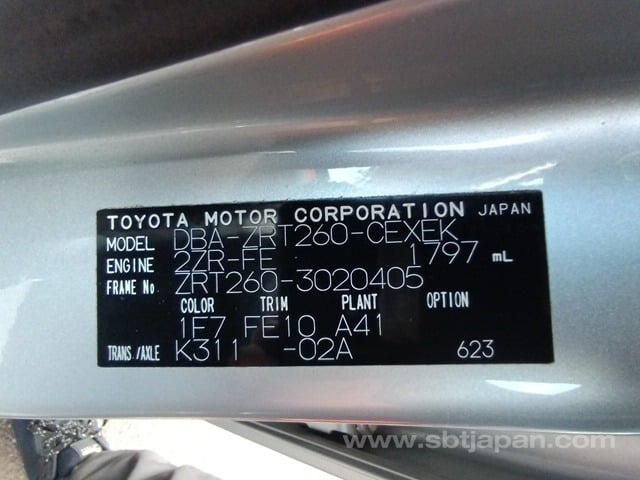 TOYOTA MOTOR CORPORATION JAPAN
MODEL DBA-ZRT260-CEXEK
ENGINE 2ZR-FE 1797 mL
FRAME No. ZRT260-3020405
COLOR TRIM PLANT OPTION
1E7 FE10 A41
TRANS./AXLE K311 -02A 623
www.sbtjapan.com